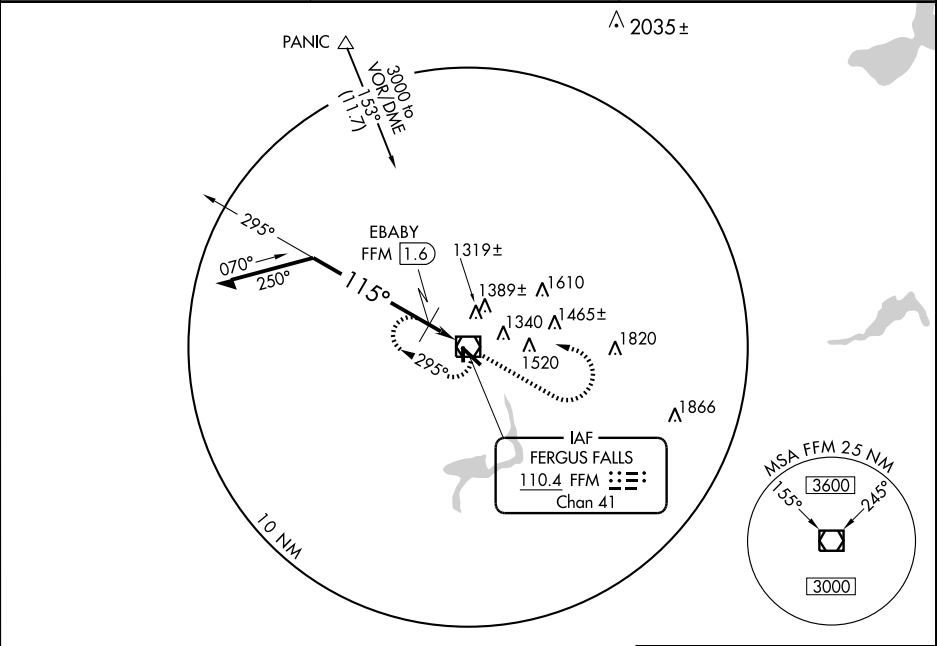 2035±
PANIC
3000 to
VOR/DME
153°
(11.7)
295°
EBABY
FFM 1.6
1319±
070°
250°
115°
1389±
1610
1340
1465±
1820
1520
295°
1866
IAF
FERGUS FALLS
110.4 FFM
Chan 41
10 NM
MSA FFM 25 NM
155°
3600
245°
3000